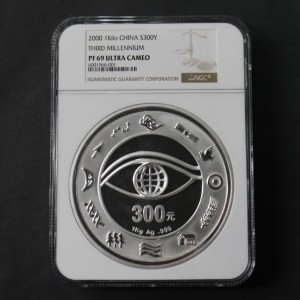 2000 1Kilo CHINA S300Y
THIRD MILLENNIUM
PF 69 ULTRA CAMEO
NUMISMATIC GUARANTY CORPORATION
NGC
300元
1Kg Ag .999